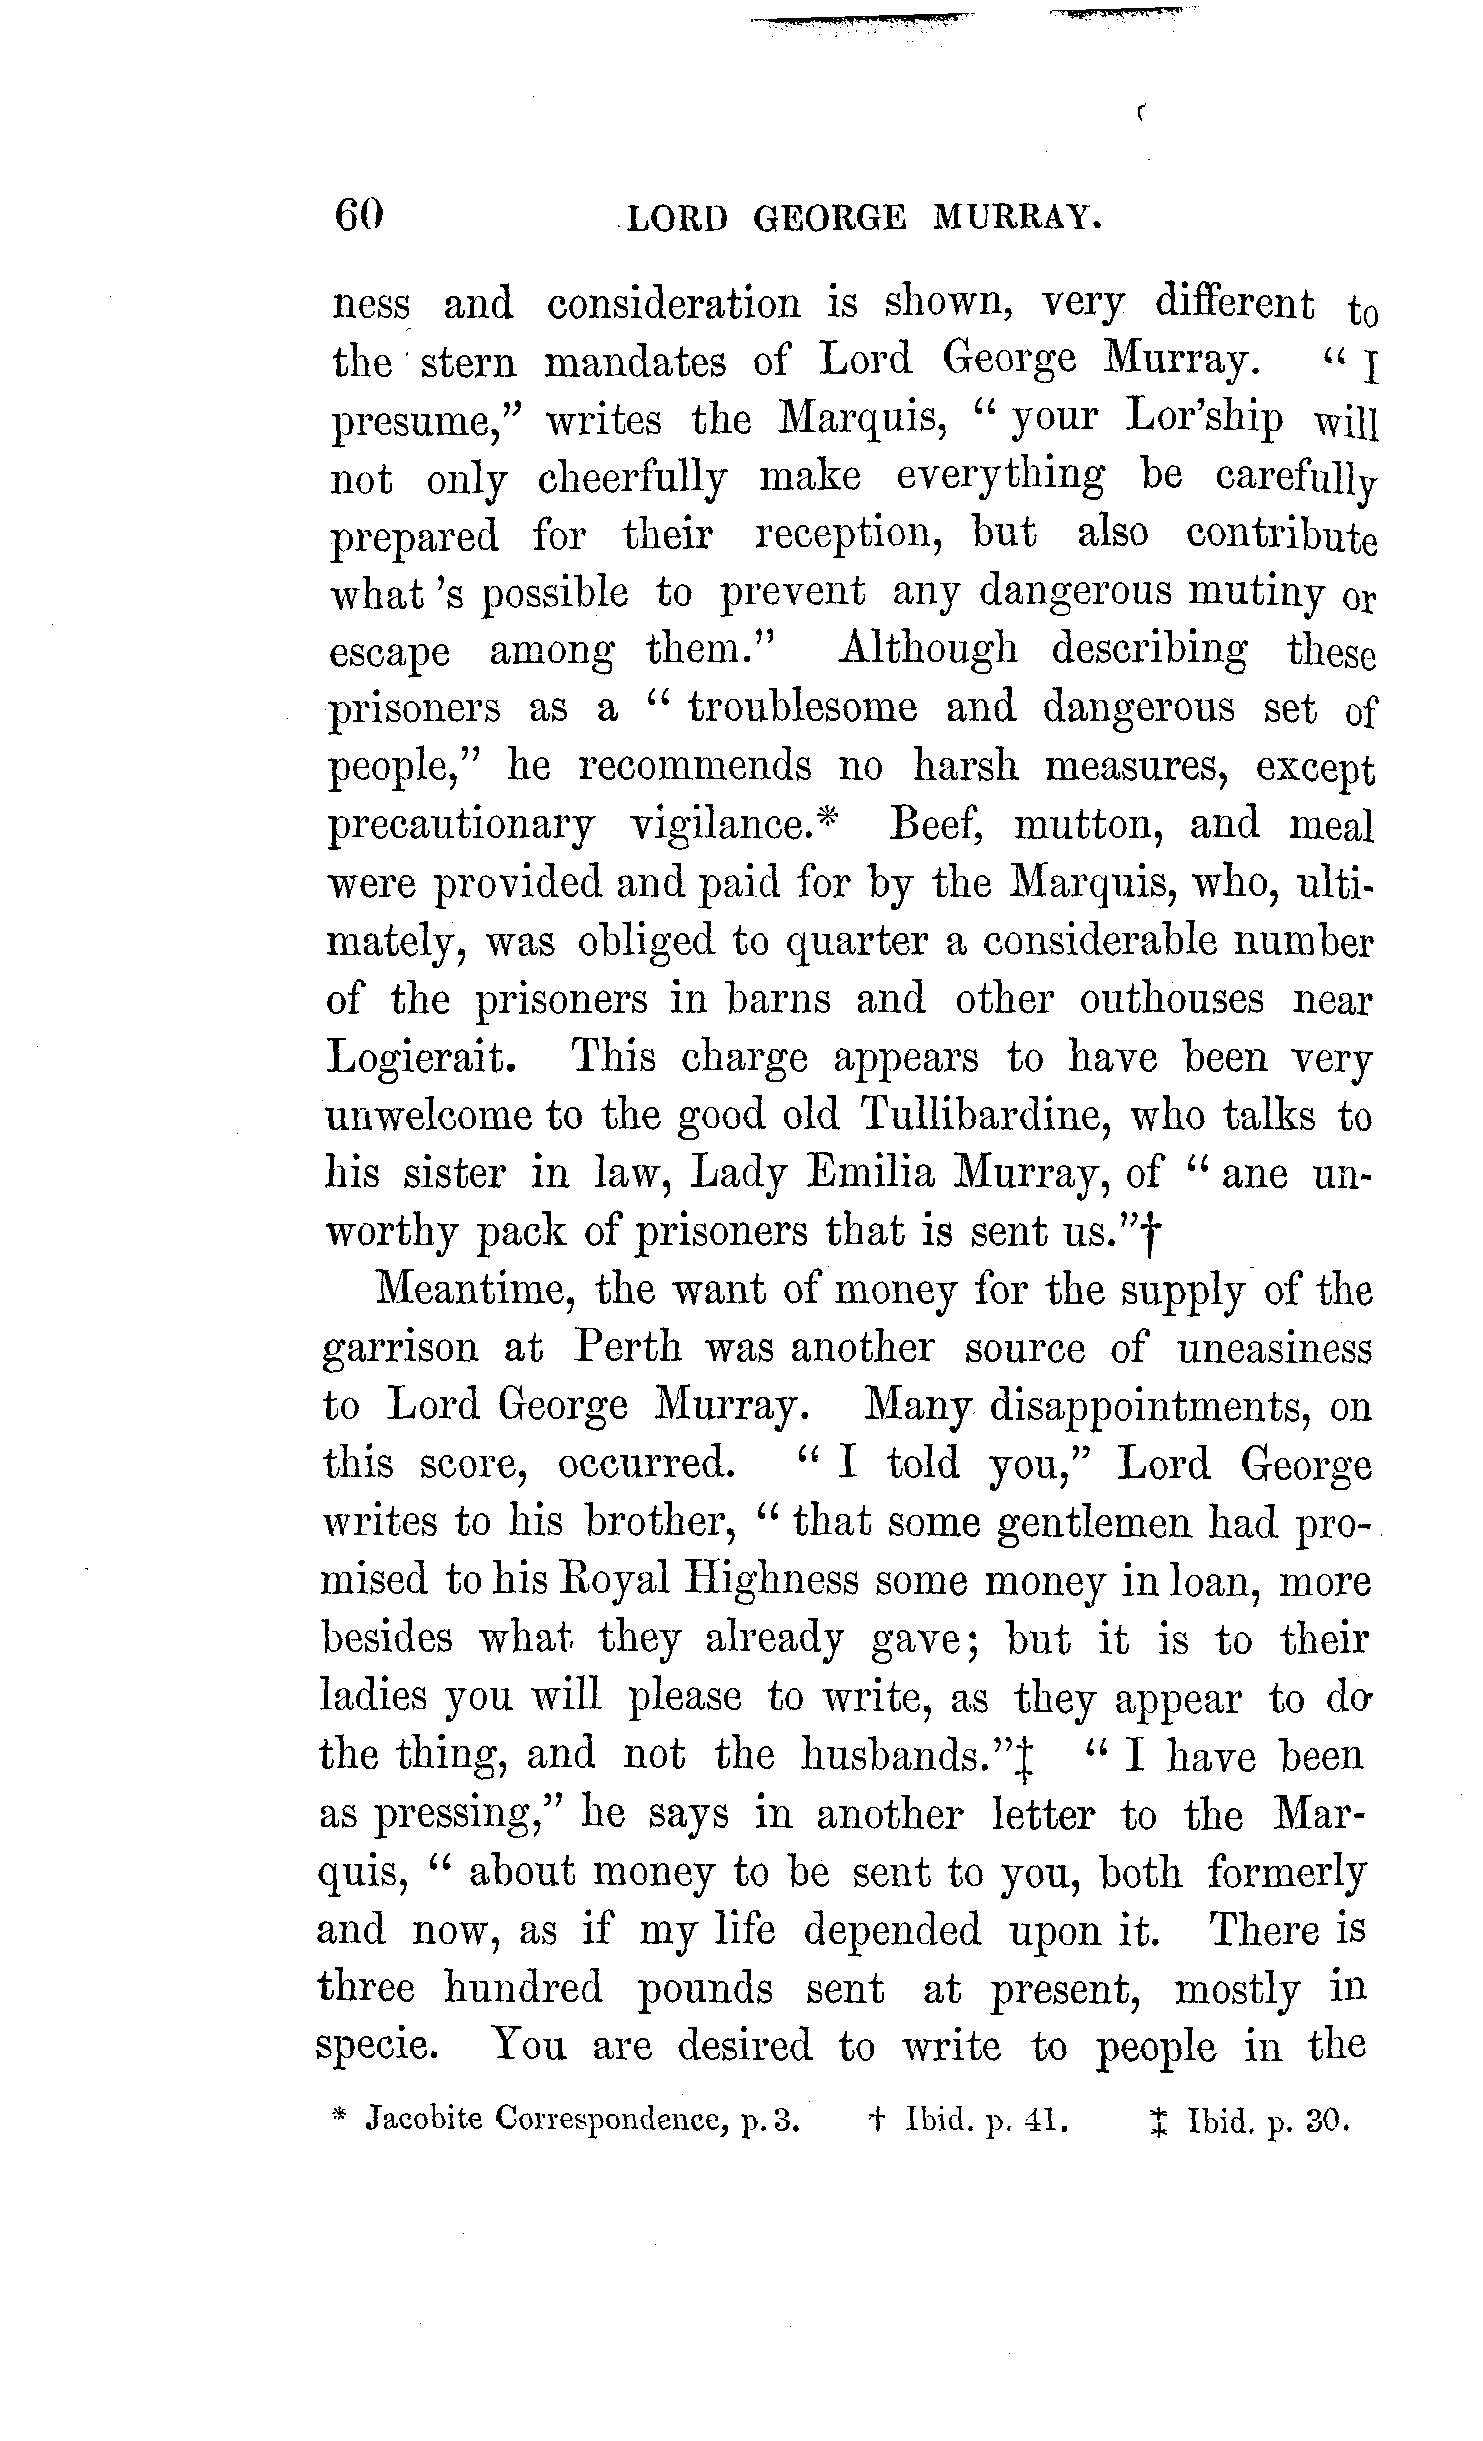 60 LORD GEORGE MURRAY.
ness and consideration is shown, very different to
the stern mandates of Lord George Murray. " I
presume," writes the Marquis, " your Lor'ship will
not only cheerfully make everything be carefully
prepared for their reception, but also contribute
what 's possible to prevent any dangerous mutiny or
escape among them." Although describing these
prisoners as a " troublesome and dangerous set of
people," he recommends no harsh measures, except
precautionary vigilance.* Beef, mutton, and meal
were provided and paid for by the Marquis, who, ulti-
mately, was obliged to quarter a considerable number
of the prisoners in barns and other outhouses near
Logierait. This charge appears to have been very
unwelcome to the good old Tullibardine, who talks to
his sister in law, Lady Emilia Murray, of " ane un-
worthy pack of prisoners that is sent us."†
Meantime, the want of money for the supply of the
garrison at Perth was another source of uneasiness
to Lord George Murray. Many disappointments, on
this score, occurred. " I told you," Lord George
writes to his brother, " that some gentlemen had pro-
mised to his Royal Highness some money in loan, more
besides what they already gave; but it is to their
ladies you will please to write, as they appear to do
the thing, and not the husbands."‡ " I have been
as pressing," he says in another letter to the Mar-
quis, " about money to be sent to you, both formerly
and now, as if my life depended upon it. There is
three hundred pounds sent at present, mostly in
specie. You are desired to write to people in the
* Jacobite Correspondence, p. 3. † Ibid. p. 41. ‡ Ibid. p. 30.